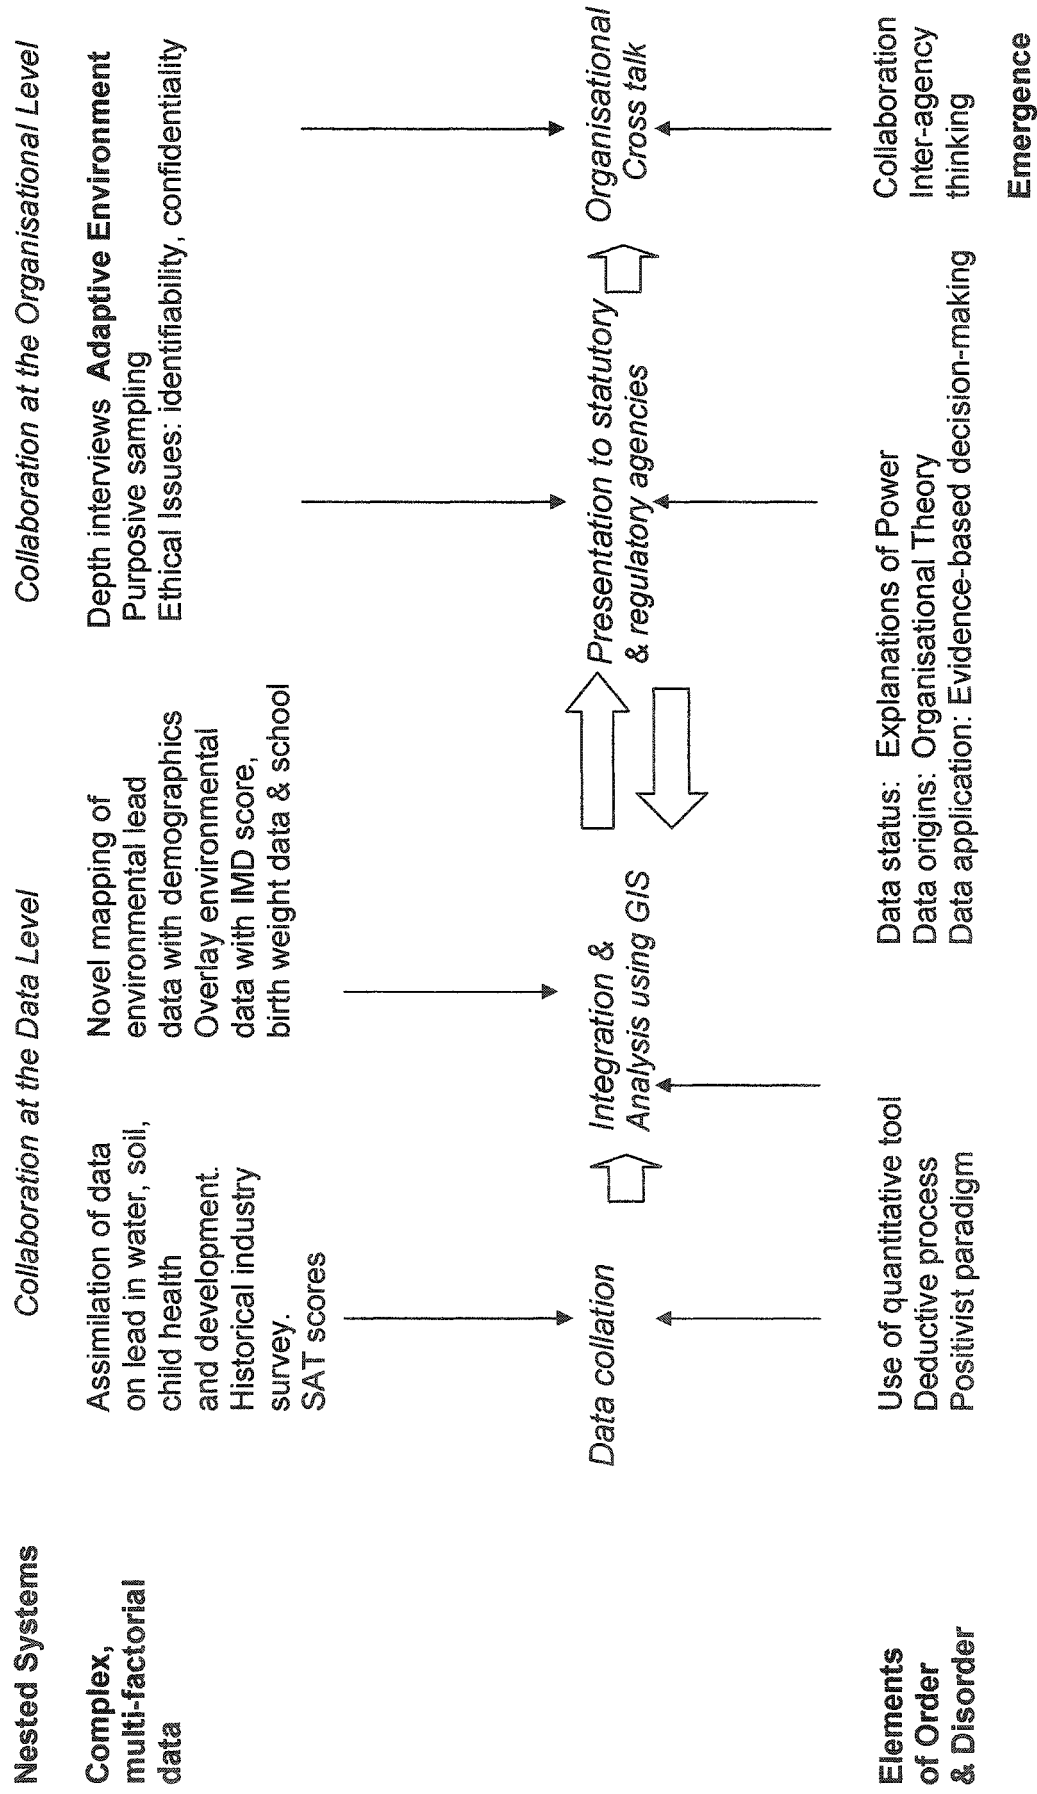 Nested Systems
Collaboration at the Data Level
Collaboration at the Organisational Level
Complex,
multi-factorial
data
Assimilation of data
on lead in water, soil,
child health
and development.
Historical industry
survey.
SAT scores
Novel mapping of
environmental lead
data with demographics
Overlay environmental
data with IMD score,
birth weight data & school
Depth interviews Adaptive Environment
Purposive sampling
Ethical Issues: identifiability, confidentiality
Data collation
Integration &
Analysis using GIS
Presentation to statutory
& regulatory agencies
Organisational
Cross talk
Elements
of Order
& Disorder
Use of quantitative tool
Deductive process
Positivist paradigm
Data status: Explanations of Power
Data origins: Organisational Theory
Data application: Evidence-based decision-making
Collaboration
Inter-agency
thinking
Emergence